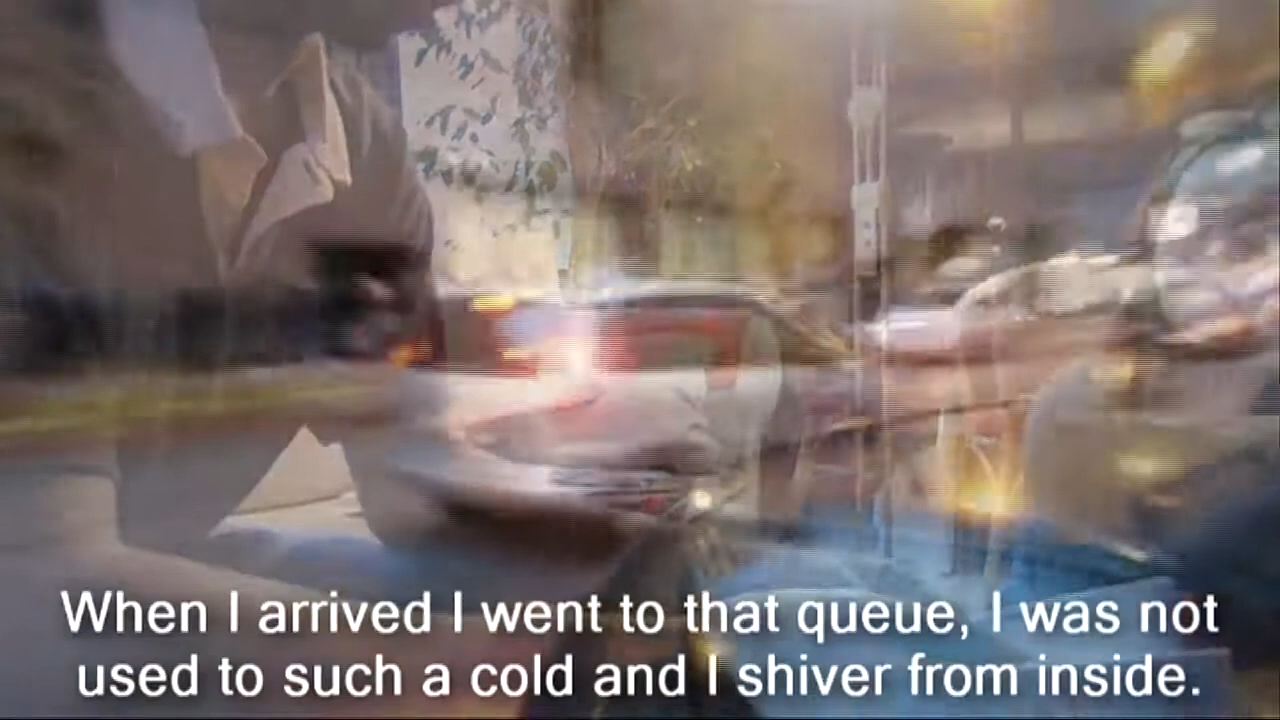 When I arrived I went to that queue, I was not
used to such a cold and I shiver from inside.